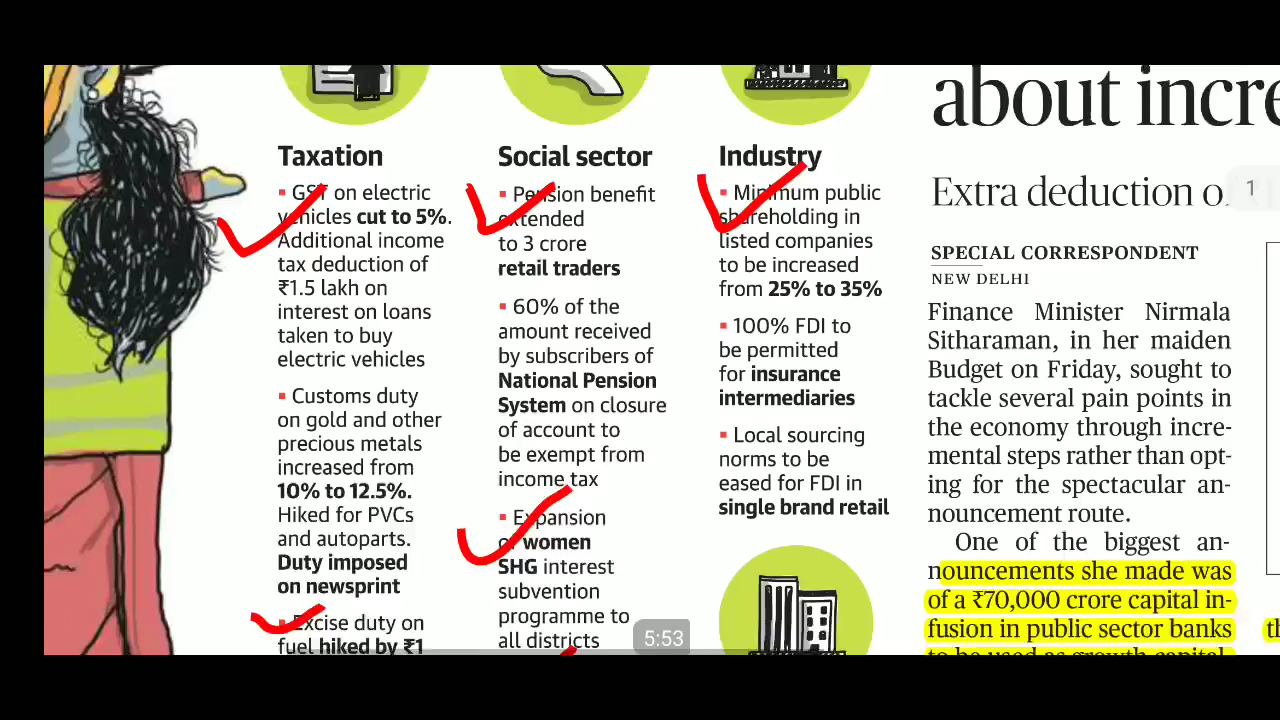 Taxation
▪ GST on electric
vehicles cut to 5%.
Additional income
tax deduction of
₹1.5 lakh on
interest on loans
taken to buy
electric vehicles
▪ Customs duty
on gold and other
precious metals
increased from
10% to 12.5%.
Hiked for PVCs
and autoparts.
Duty imposed
on newsprint
▪ Excise duty on
fuel hiked by ₹1
Social sector
▪ Pension benefit
extended
to 3 crore
retail traders
▪ 60% of the
amount received
by subscribers of
National Pension
System on closure
of account to
be exempt from
income tax
▪ Expansion
of women
SHG interest
subvention
programme to
all districts
Industry
▪ Minimum public
shareholding in
listed companies
to be increased
from 25% to 35%
▪ 100% FDI to
be permitted
for insurance
intermediaries
▪ Local sourcing
norms to be
eased for FDI in
single brand retail
about incre
Extra deduction o
1
SPECIAL CORRESPONDENT
NEW DELHI
Finance Minister Nirmala
Sitharaman, in her maiden
Budget on Friday, sought to
tackle several pain points in
the economy through incre-
mental steps rather than opt-
ing for the spectacular an-
nouncement route.
One of the biggest an-
nouncements she made was
of a ₹70,000 crore capital in-
fusion in public sector banks
to be used as growth capital
th
5:53